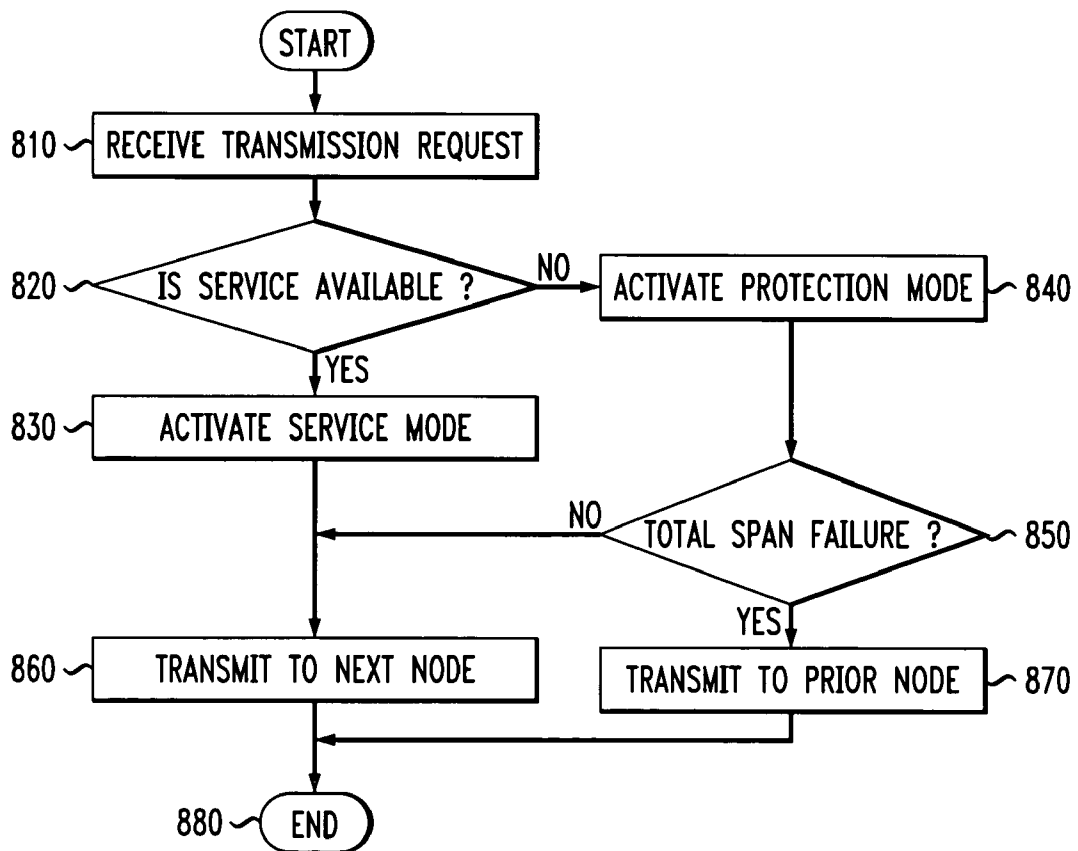 START
810 RECEIVE TRANSMISSION REQUEST
820 IS SERVICE AVAILABLE ?
NO
ACTIVATE PROTECTION MODE 840
YES
830 ACTIVATE SERVICE MODE
NO
TOTAL SPAN FAILURE ? 850
YES
860 TRANSMIT TO NEXT NODE
TRANSMIT TO PRIOR NODE 870
880 END